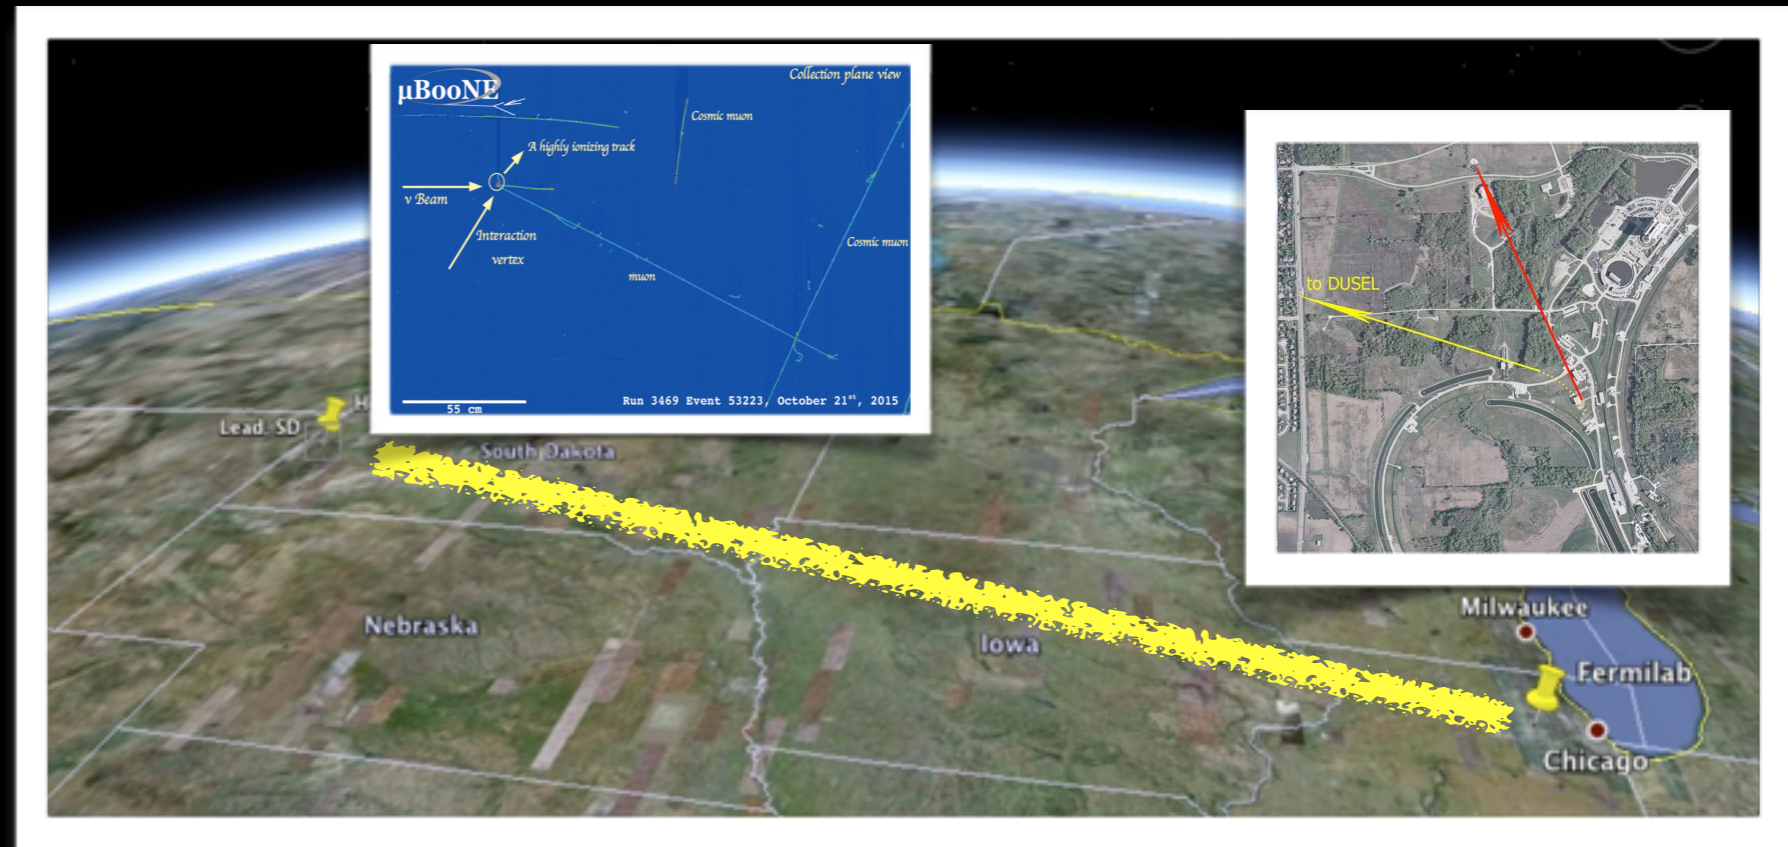 µBooNE
Collection plane view
Cosmic muon
A highly ionizing track
ν Beam
Interaction
vertex
Cosmic muon
muon
55 cm
Run 3469 Event 53223, October 21st, 2015
to DUSEL
H
Lead, SD
South Dakota
Nebraska
Iowa
Milwaukee
Fermilab
Chicago